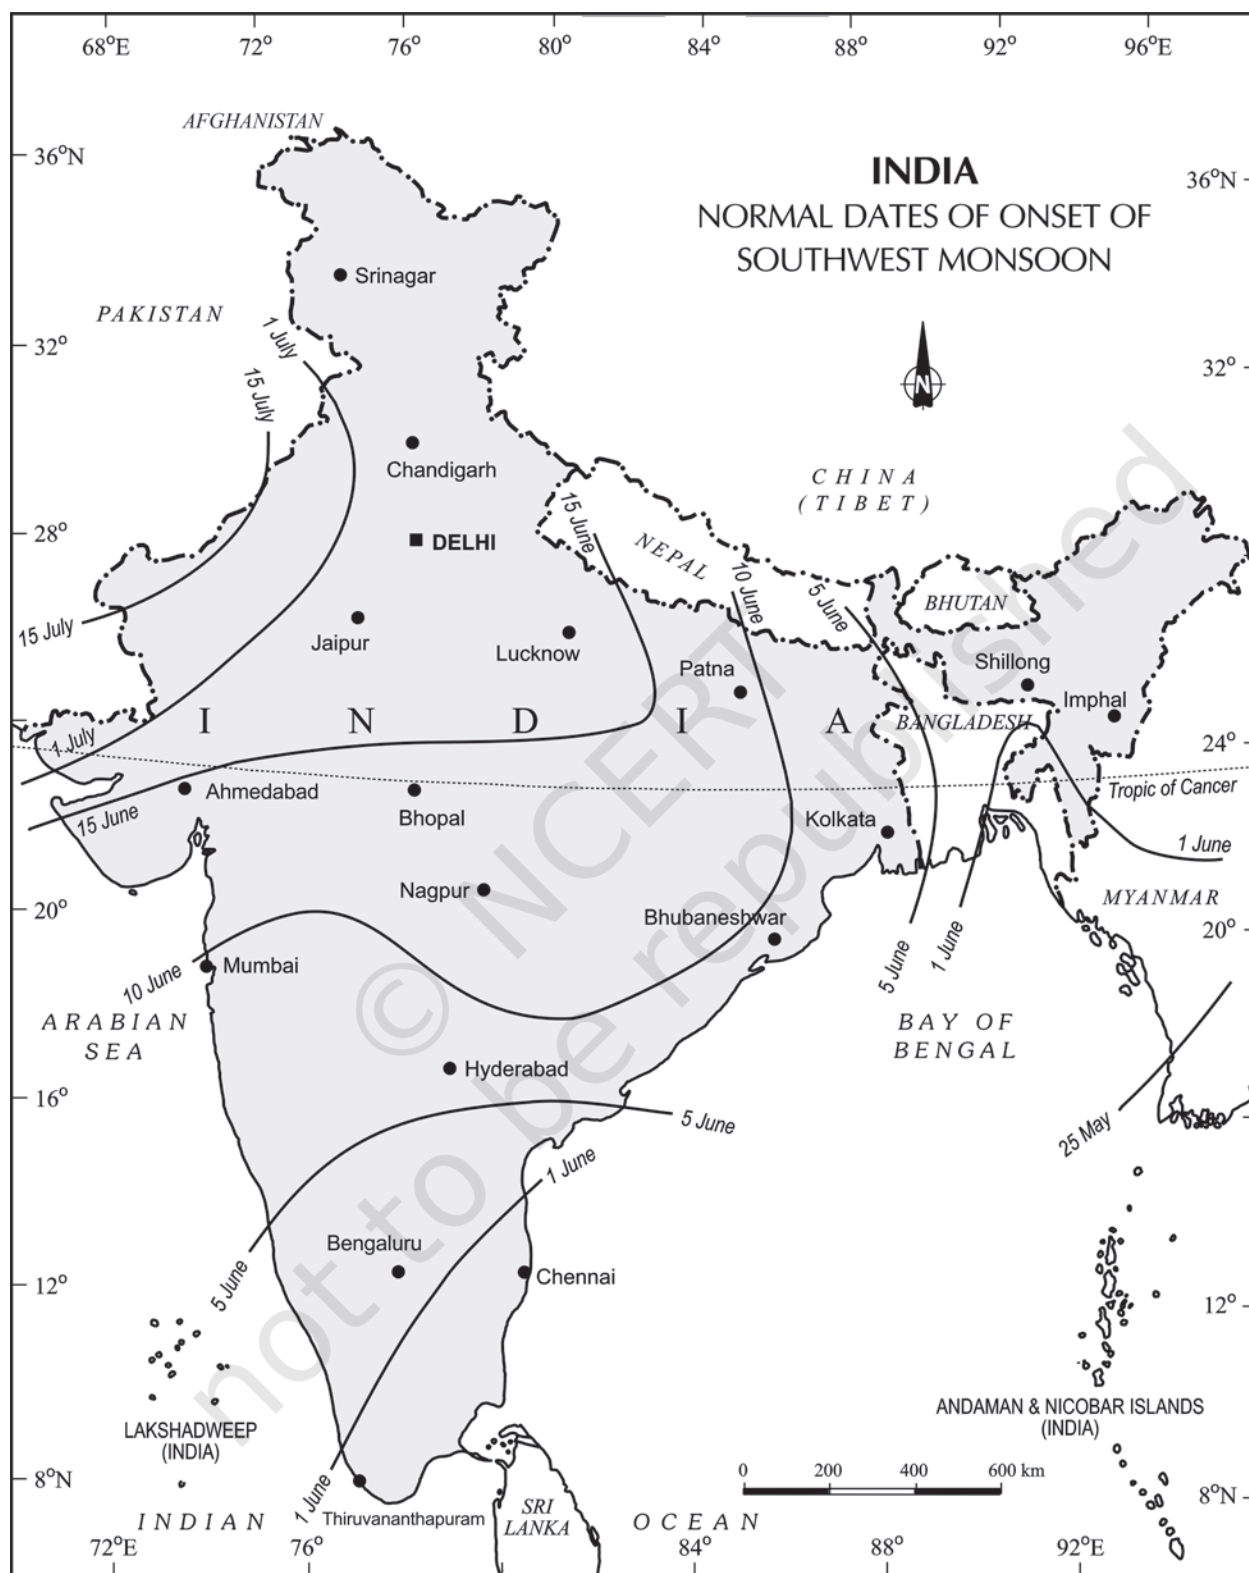 68°E 72° 76° 80° 84° 88° 92° 96°E
AFGHANISTAN
36°N
INDIA
36°N
NORMAL DATES OF ONSET OF
SOUTHWEST MONSOON
Srinagar
PAKISTAN
1 July
32°
32°
15 July
N
Chandigarh
CHINA
(TIBET)
15 June
28°
DELHI
NEPAL
28°
10 June
5 June
BHUTAN
15 July
Jaipur
Lucknow
Patna
Shillong
Imphal
I N D I A
BANGLADESH
1 July
24°
Tropic of Cancer
Ahmedabad
15 June
Bhopal
Kolkata
1 June
Nagpur
MYANMAR
20°
Bhubaneshwar
20°
1 June
5 June
10 June
Mumbai
ARABIAN
SEA
BAY OF
BENGAL
Hyderabad
16°
5 June
25 May
1 June
Bengaluru
5 June
Chennai
12°
12°
LAKSHADWEEP
(INDIA)
ANDAMAN & NICOBAR ISLANDS
(INDIA)
8°N
0 200 400 600 km
8°N
1 June
Thiruvananthapuram
SRI
LANKA
INDIAN OCEAN
72°E 76° 84° 88° 92°E
© NCERT
not to be republished